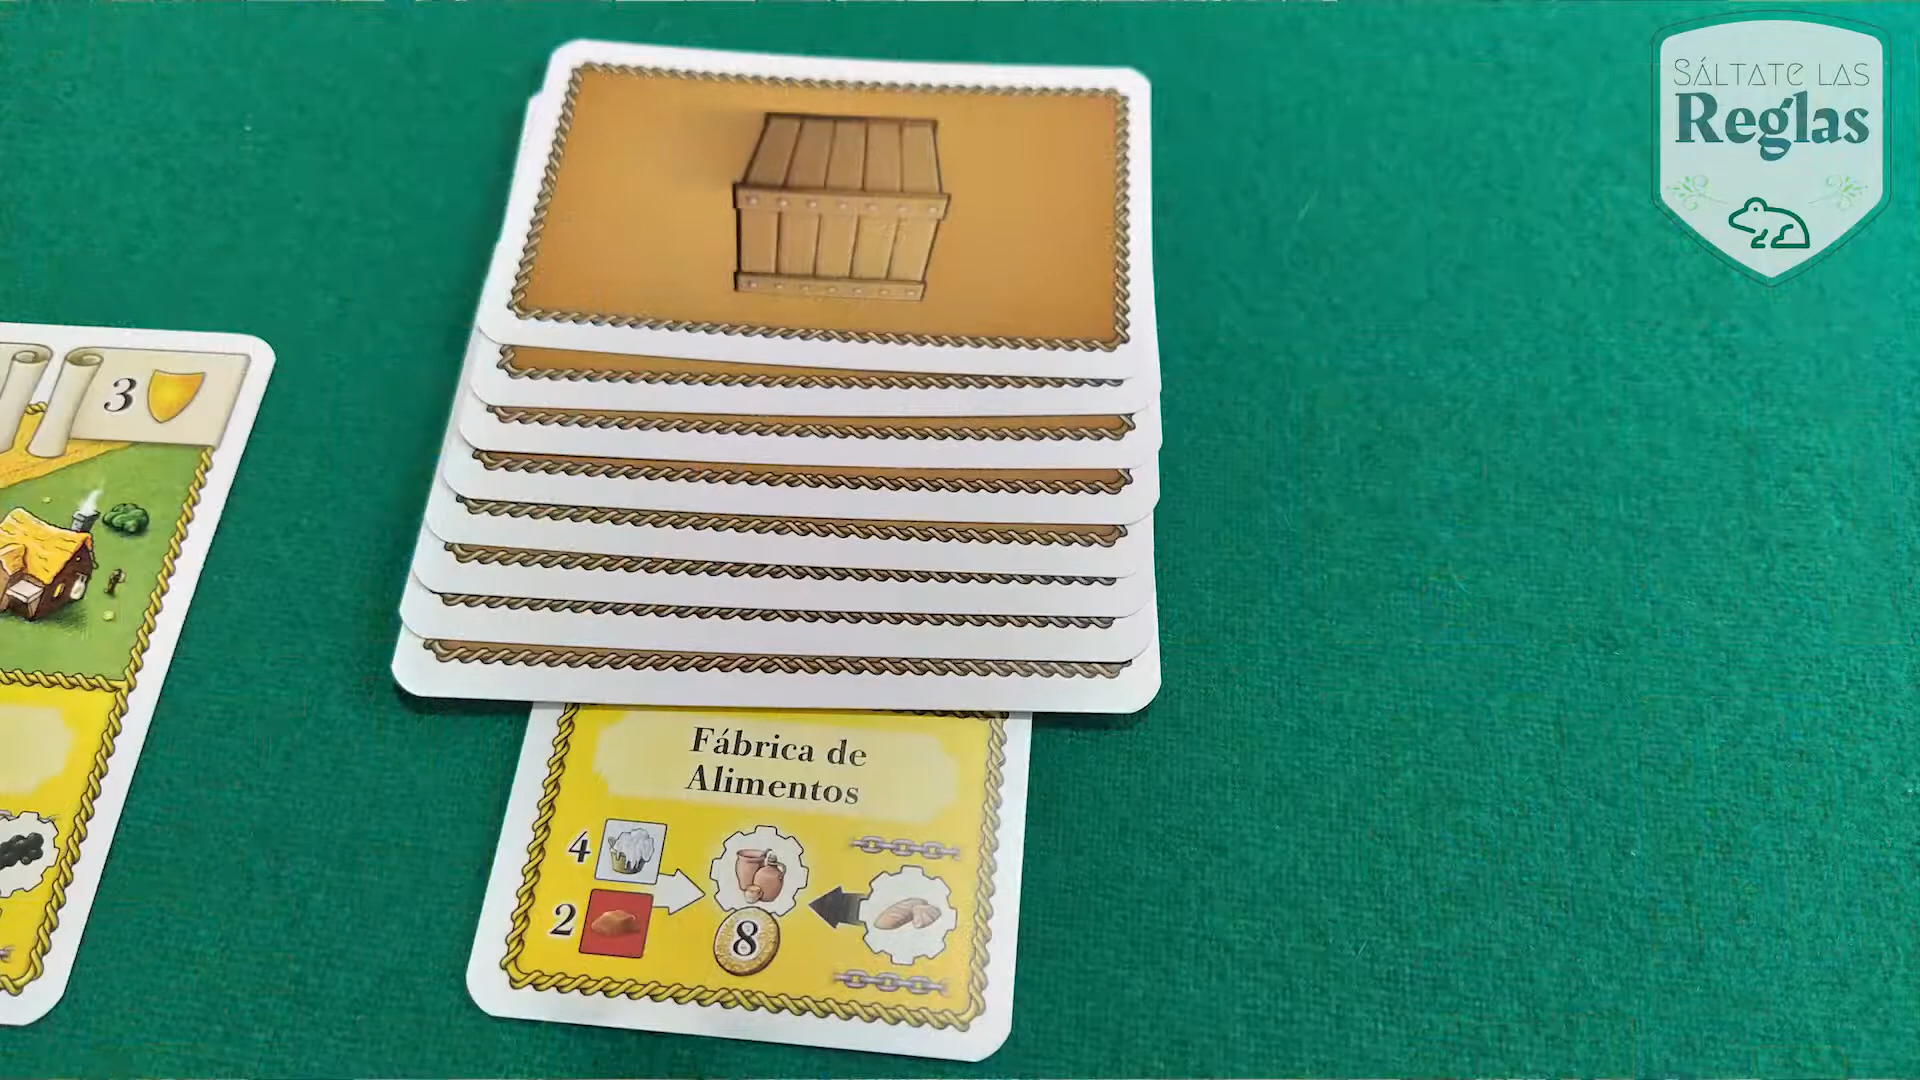 SÁLTATE LAS
Reglas
3
Fábrica de
Alimentos
4
2
8